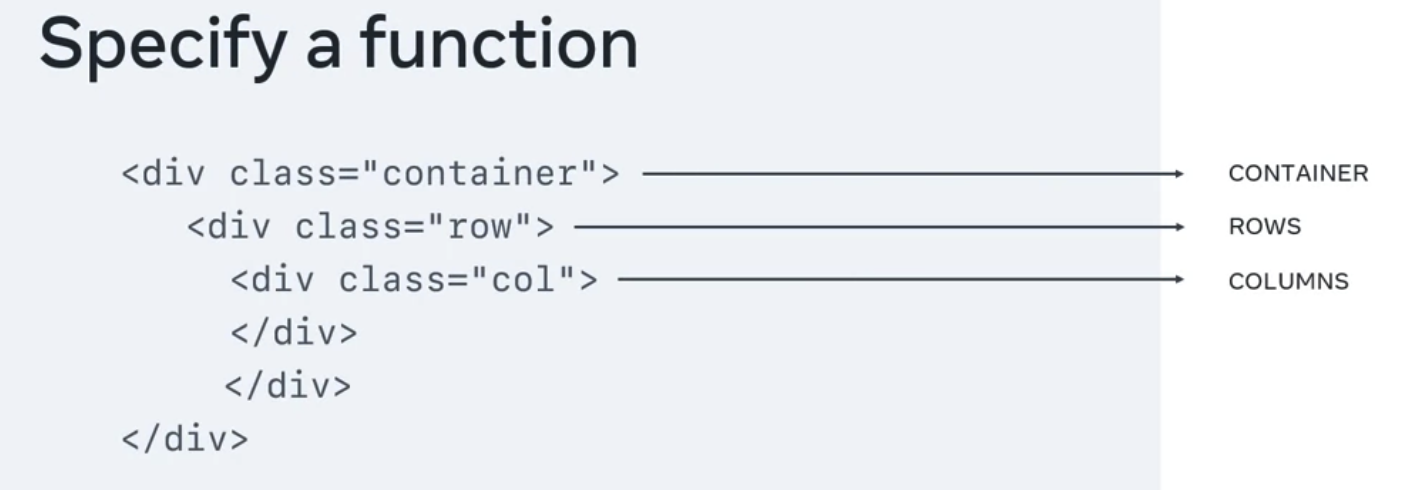 Specify a function
<div class="container"> CONTAINER
<div class="row"> ROWS
<div class="col"> COLUMNS
</div>
</div>
</div>